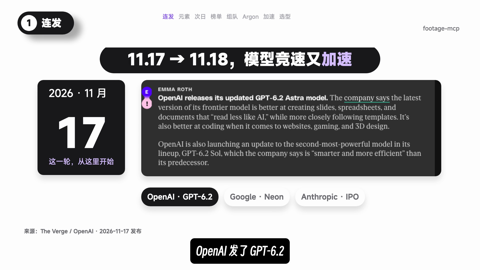 1 连发
连发 元素 次日 榜单 组队 Argon 加速 造型
footage-mcp
11.17 → 11.18，模型竞速又加速
2026 · 11 月
17
这一轮，从这里开始
E
EMMA ROTH
OpenAI releases its updated GPT-6.2 Astra model. The company says the latest
version of its frontier model is better at creating slides, spreadsheets, and
documents that "read less like AI," while more closely following templates. It's
also better at coding when it comes to websites, gaming, and 3D design.
OpenAI is also launching an update to the second-most-powerful model in its
lineup, GPT-6.2 Sol, which the company says is "smarter and more efficient" than
its predecessor.
OpenAI · GPT-6.2 Google · Neon Anthropic · IPO
来源：The Verge / OpenAI · 2026-11-17 发布
OpenAI 发了 GPT-6.2